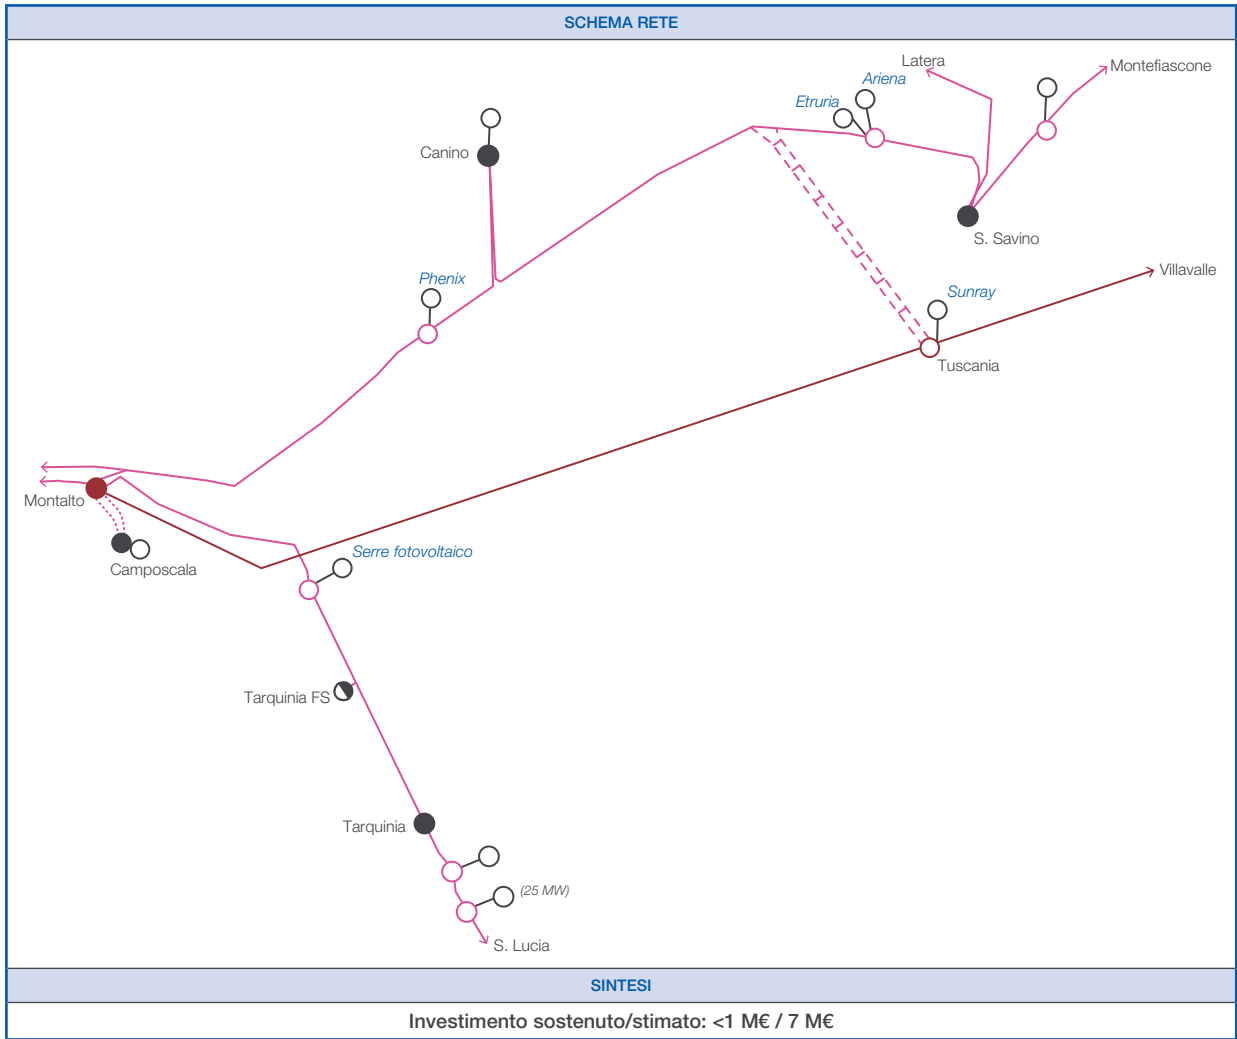 SCHEMA RETE
Latera
Montefiascone
Ariena
Etruria
Canino
S. Savino
Villavalle
Phenix
Sunray
Tuscania
Montalto
Serre fotovoltaico
Camposcala
Tarquinia FS
Tarquinia
(25 MW)
S. Lucia
SINTESI
Investimento sostenuto/stimato: <1 M€ / 7 M€